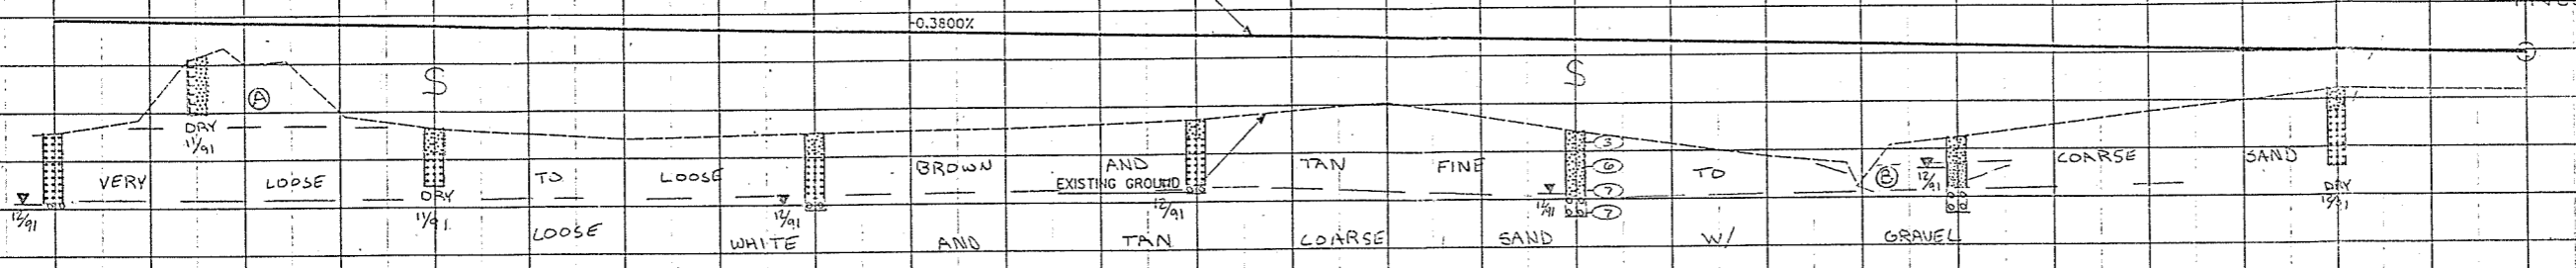 -0.3800%
S
S
A
DRY
11/91
3
VERY LOOSE TO LOOSE BROWN AND TAN FINE TO COARSE SAND
6
B
12/91
EXISTING GROUND
7
DRY
11/91
DRY
12/91
12/91
12/91
12/91
7
LOOSE WHITE AND TAN COARSE SAND W/ GRAVEL